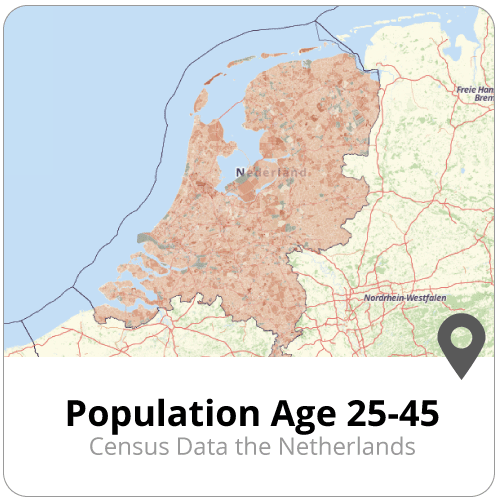 Freie Han
Brem
Nederland
Nordrhein-Westfalen
Population Age 25-45
Census Data the Netherlands